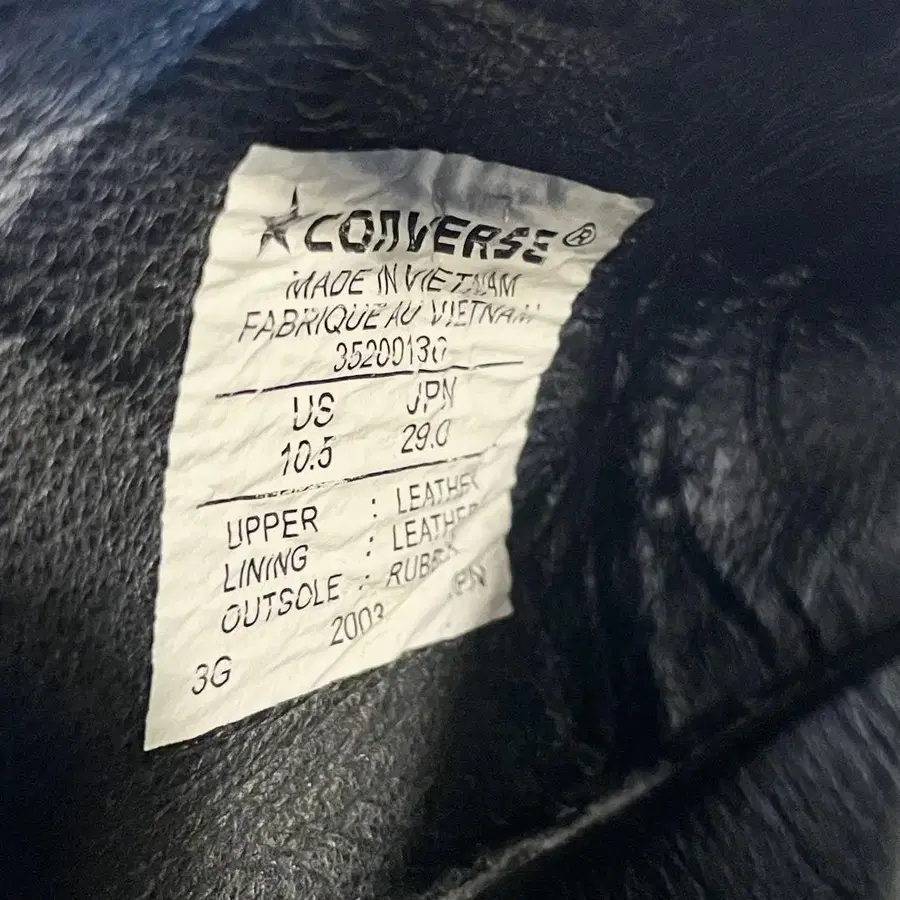 CONVERSE®
MADE IN VIETNAM
FABRIQUE AU VIETNAM
US JPN
10.5 29.0
UPPER : LEATHER
LINING : LEATHER
OUTSOLE : RUBBER
3G 2003